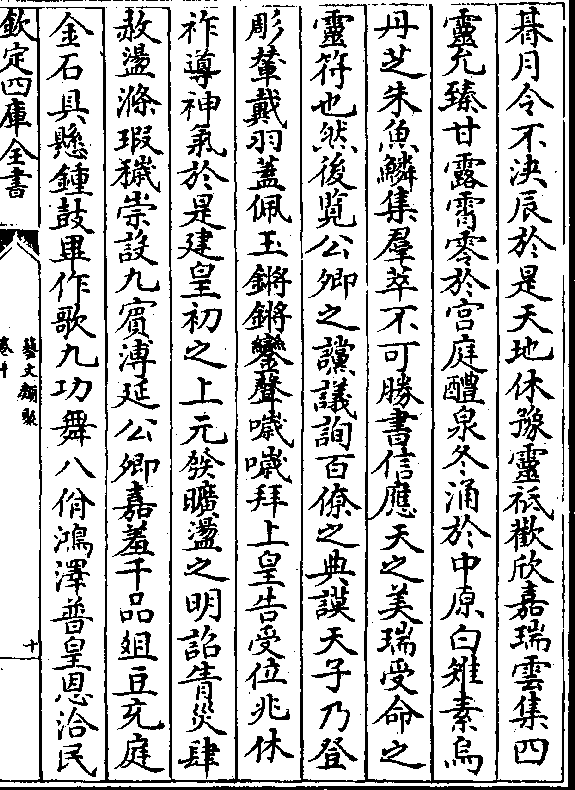 朞月令不浹辰於是天地休豫靈祇歡欣嘉瑞雲集四
靈允臻甘露宵零於宫庭醴泉冬涌於中原白雉素烏
丹芝朱魚鱗集羣萃不可勝書信應天之美瑞受命之
靈符也然後覧公卿之讜議詢百僚之典謨天子乃登
彫輦戴羽蓋佩玉鏘鏘鑾聲噦噦拜上皇告受位兆休
祚導神氣於是建皇初之上元發曠盪之明詔眚災肆
赦盪滌瑕穢崇設九賓溥延公卿嘉羞千品俎豆充庭
金石具懸鍾鼓畢作歌九功舞八佾鴻澤普皇恩洽民
欽定四庫全書
藝文類聚
卷十
十